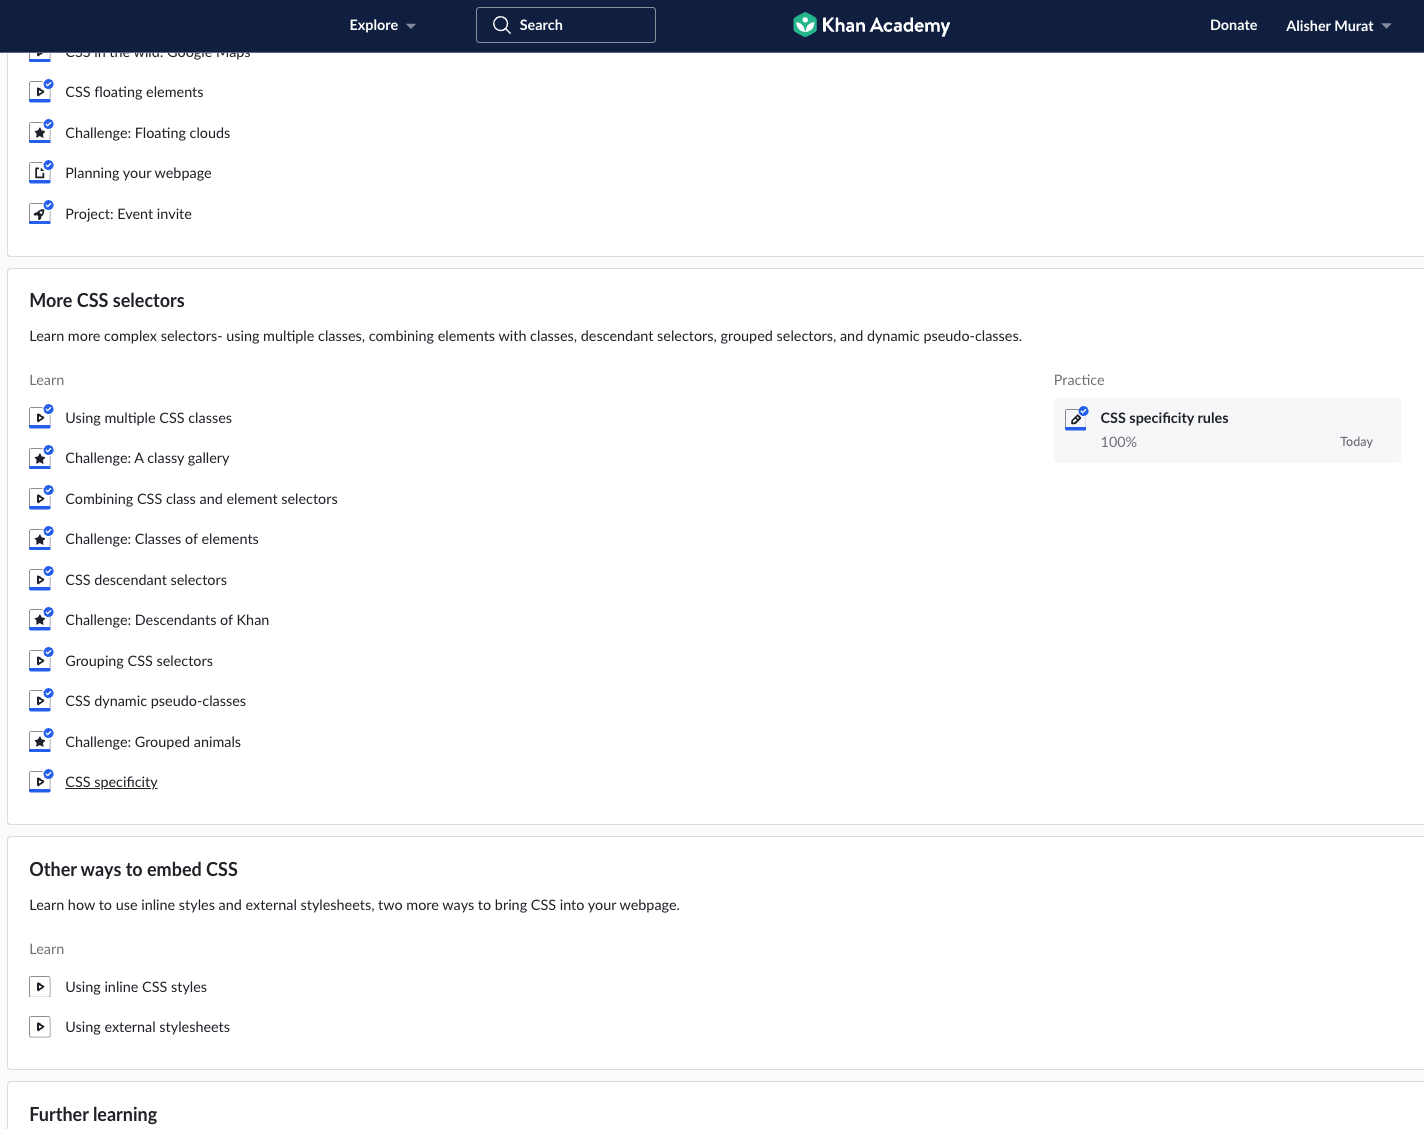 Explore
Search
Khan Academy
Donate
Alisher Murat
CSS in the wild: Google Maps
CSS floating elements
Challenge: Floating clouds
Planning your webpage
Project: Event invite
More CSS selectors
Learn more complex selectors- using multiple classes, combining elements with classes, descendant selectors, grouped selectors, and dynamic pseudo-classes.
Learn
Using multiple CSS classes
Challenge: A classy gallery
Combining CSS class and element selectors
Challenge: Classes of elements
CSS descendant selectors
Challenge: Descendants of Khan
Grouping CSS selectors
CSS dynamic pseudo-classes
Challenge: Grouped animals
CSS specificity
Practice
CSS specificity rules
100%
Today
Other ways to embed CSS
Learn how to use inline styles and external stylesheets, two more ways to bring CSS into your webpage.
Learn
Using inline CSS styles
Using external stylesheets
Further learning